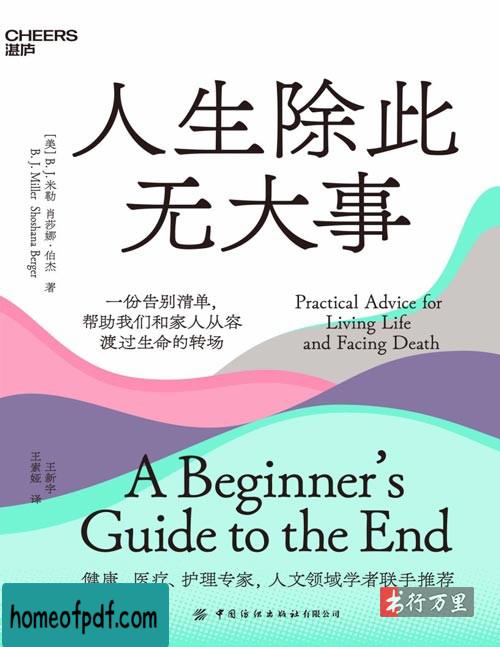 CHEERS
湛庐
人生除此
无大事
[美] B. J. 米勒 肖莎娜·伯杰 著
B. J. Miller Shoshana Berger
一份告别清单,
帮助我们和家人从容
渡过生命的转场
Practical Advice for
Living Life
and Facing Death
王新宇
王素娅 译
A Beginner's
Guide to the End
健康、医疗、护理专家, 人文领域学者联手推荐
中国纺织出版社有限公司
书行万里
homeofpdf.com